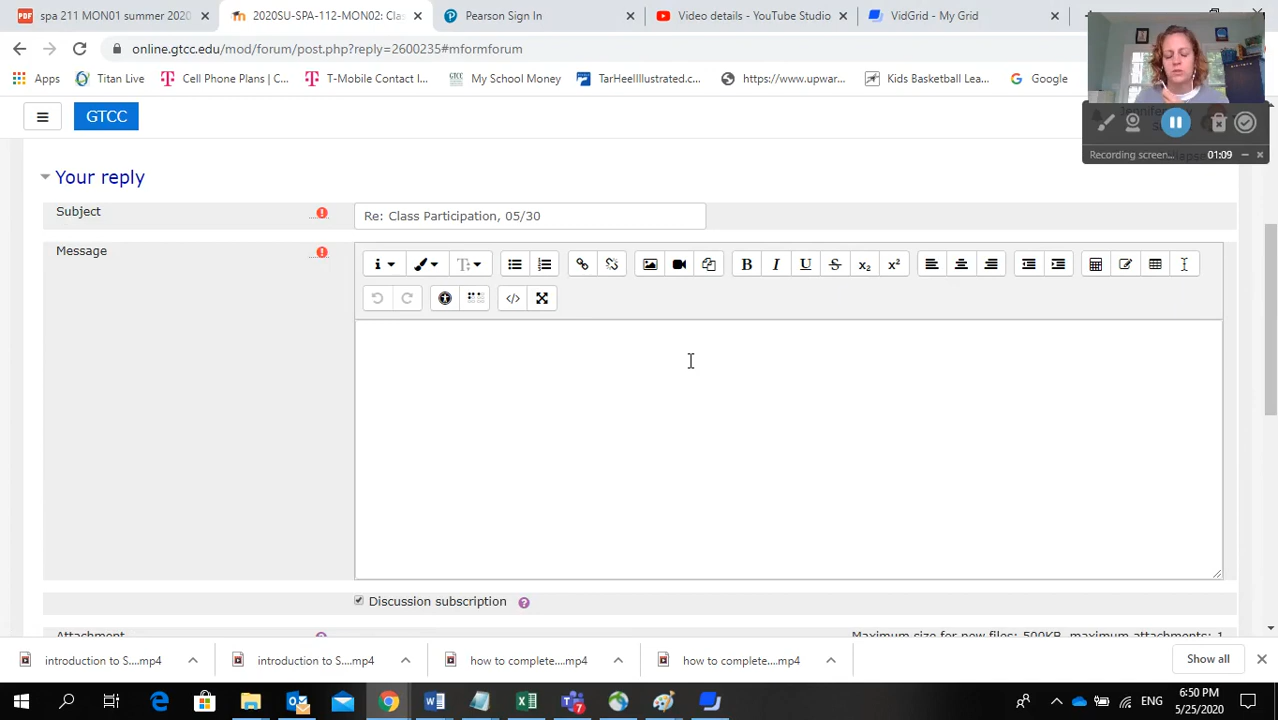 spa 211 MON01 summer 2020
2020SU-SPA-112-MON02: Cla
Pearson Sign In
Video details - YouTube Studio
VidGrid - My Grid
online.gtcc.edu/mod/forum/post.php?reply=2600235#mformforum
Apps
Titan Live
Cell Phone Plans | C...
T-Mobile Contact I...
My School Money
TarHeelIllustrated.c...
https://www.upwar...
Kids Basketball Lea...
Google
GTCC
Recording screen...
01:09
Your reply
Subject
Re: Class Participation, 05/30
Message
Discussion subscription
Attachment
Maximum size for new files: 500KB, maximum attachments: 1
introduction to S....mp4
introduction to S....mp4
how to complete....mp4
how to complete....mp4
Show all
ENG
6:50 PM
5/25/2020